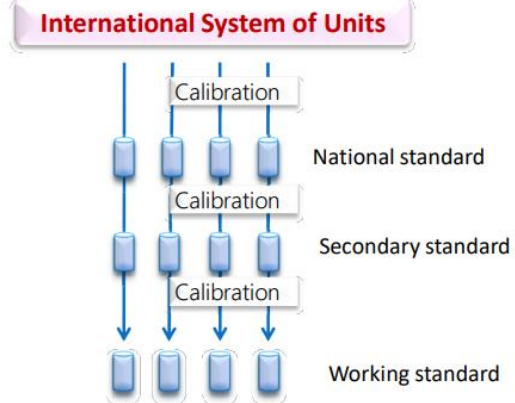 International System of Units
Calibration
National standard
Calibration
Secondary standard
Calibration
Working standard